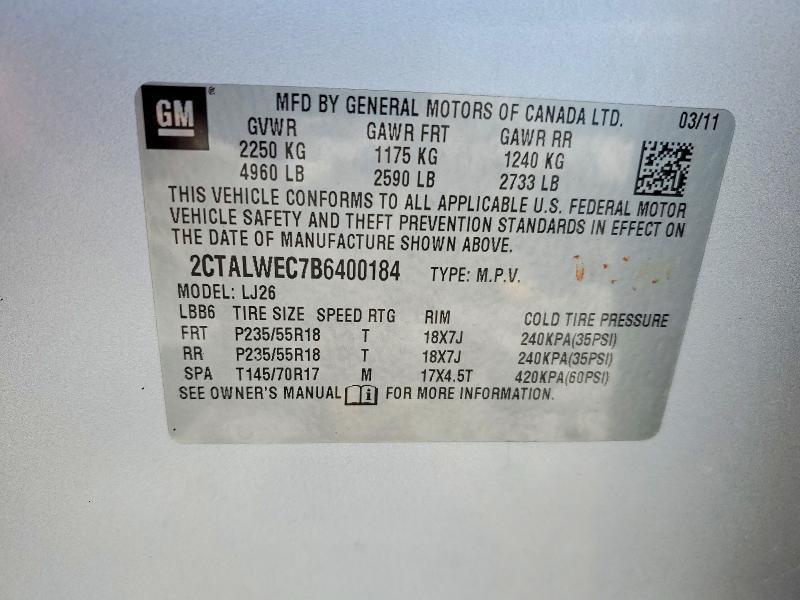 GM®
MFD BY GENERAL MOTORS OF CANADA LTD. 03/11
GVWR GAWR FRT GAWR RR
2250 KG 1175 KG 1240 KG
4960 LB 2590 LB 2733 LB
THIS VEHICLE CONFORMS TO ALL APPLICABLE U.S. FEDERAL MOTOR
VEHICLE SAFETY AND THEFT PREVENTION STANDARDS IN EFFECT ON
THE DATE OF MANUFACTURE SHOWN ABOVE.
2CTALWEC7B6400184 TYPE: M.P.V.
MODEL: LJ26
LBB6 TIRE SIZE SPEED RTG RIM COLD TIRE PRESSURE
FRT P235/55R18 T 18X7J 240KPA(35PSI)
RR P235/55R18 T 18X7J 240KPA(35PSI)
SPA T145/70R17 M 17X4.5T 420KPA(60PSI)
SEE OWNER'S MANUAL i FOR MORE INFORMATION.